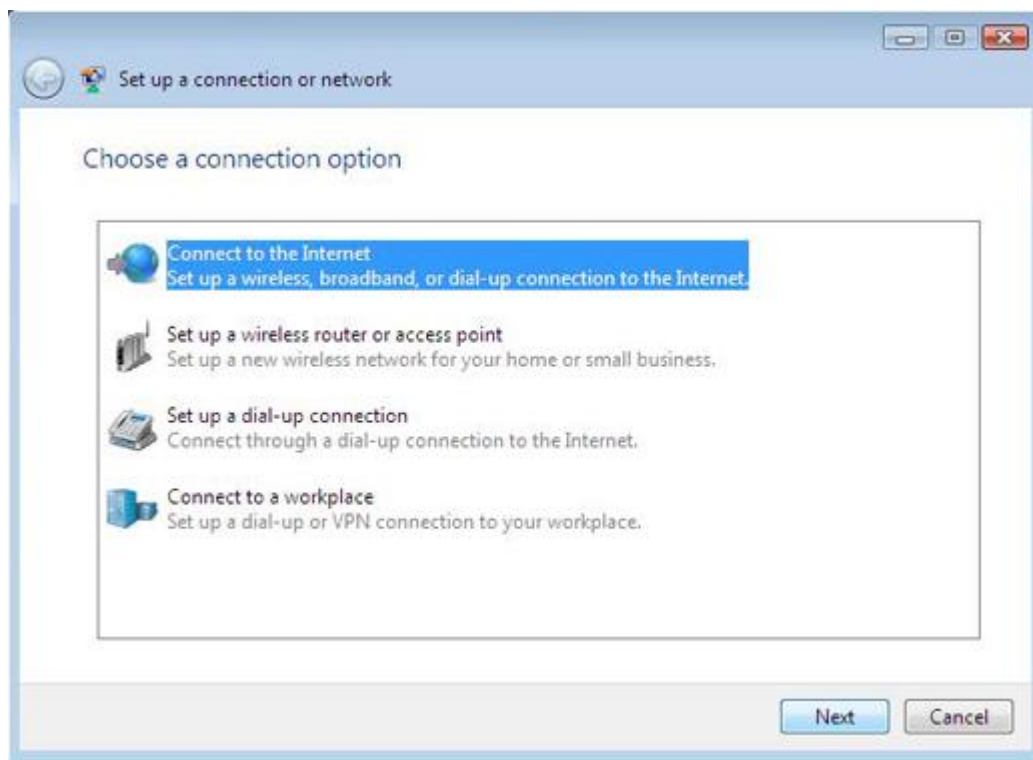 Set up a connection or network
Choose a connection option
Connect to the Internet
Set up a wireless, broadband, or dial-up connection to the Internet.
Set up a wireless router or access point
Set up a new wireless network for your home or small business.
Set up a dial-up connection
Connect through a dial-up connection to the Internet.
Connect to a workplace
Set up a dial-up or VPN connection to your workplace.
Next Cancel